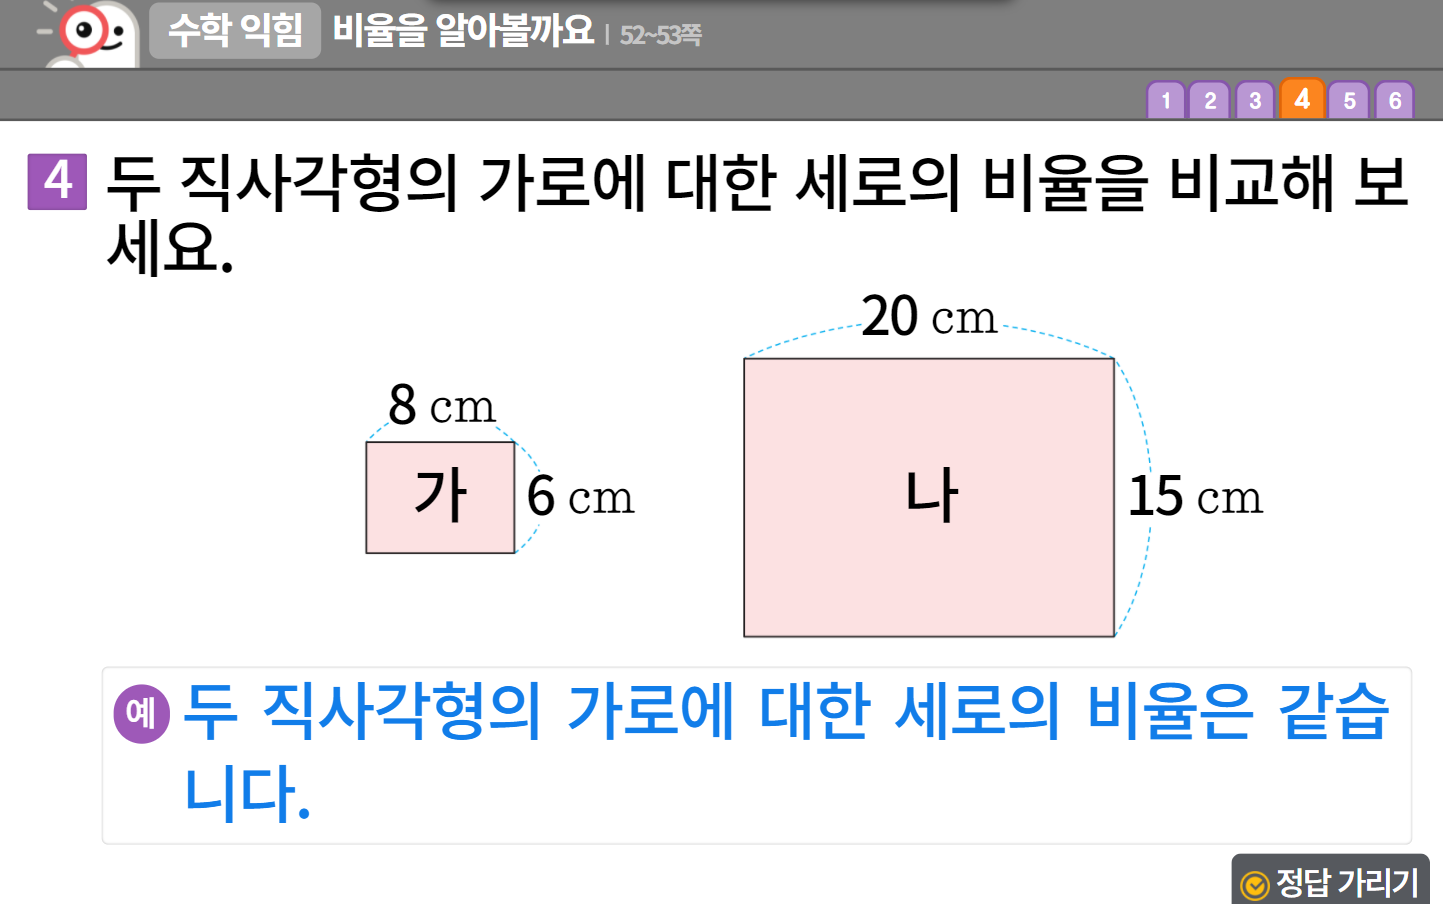 수학 익힘 비율을 알아볼까요 | 52~53쪽
1 2 3 4 5 6
4 두 직사각형의 가로에 대한 세로의 비율을 비교해 보
세요.
20 cm
8 cm
가 6 cm
나 15 cm
예 두 직사각형의 가로에 대한 세로의 비율은 같습
니다.
정답 가리기